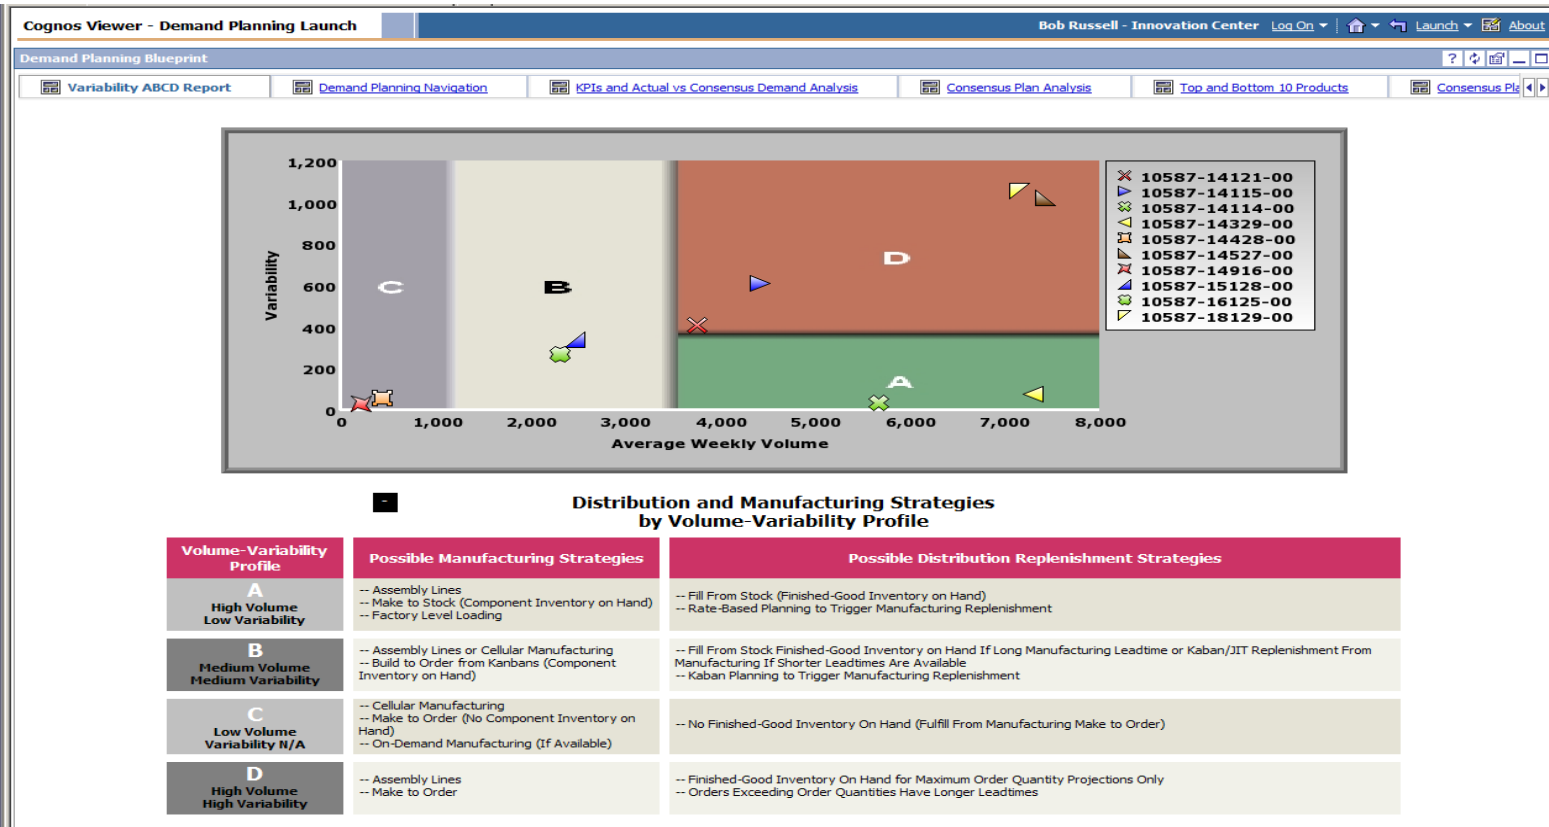 Cognos Viewer - Demand Planning Launch
Bob Russell - Innovation Center Log On Launch About
Demand Planning Blueprint
?
Variability ABCD Report
Demand Planning Navigation
KPIs and Actual vs Consensus Demand Analysis
Consensus Plan Analysis
Top and Bottom 10 Products
Consensus Pla
1,200
1,000
800
600
400
200
0
Variability
C
B
D
A
0 1,000 2,000 3,000 4,000 5,000 6,000 7,000 8,000
Average Weekly Volume
10587-14121-00
10587-14115-00
10587-14114-00
10587-14329-00
10587-14428-00
10587-14527-00
10587-14916-00
10587-15128-00
10587-16125-00
10587-18129-00
-
Distribution and Manufacturing Strategies
by Volume-Variability Profile
Volume-Variability
Profile
Possible Manufacturing Strategies
Possible Distribution Replenishment Strategies
A
High Volume
Low Variability
-- Assembly Lines
-- Make to Stock (Component Inventory on Hand)
-- Factory Level Loading
-- Fill From Stock (Finished-Good Inventory on Hand)
-- Rate-Based Planning to Trigger Manufacturing Replenishment
B
Medium Volume
Medium Variability
-- Assembly Lines or Cellular Manufacturing
-- Build to Order from Kanbans (Component
Inventory on Hand)
-- Fill From Stock Finished-Good Inventory on Hand If Long Manufacturing Leadtime or Kaban/JIT Replenishment From
Manufacturing If Shorter Leadtimes Are Available
-- Kaban Planning to Trigger Manufacturing Replenishment
C
Low Volume
Variability N/A
-- Cellular Manufacturing
-- Make to Order (No Component Inventory on
Hand)
-- On-Demand Manufacturing (If Available)
-- No Finished-Good Inventory On Hand (Fulfill From Manufacturing Make to Order)
D
High Volume
High Variability
-- Assembly Lines
-- Make to Order
-- Finished-Good Inventory On Hand for Maximum Order Quantity Projections Only
-- Orders Exceeding Order Quantities Have Longer Leadtimes